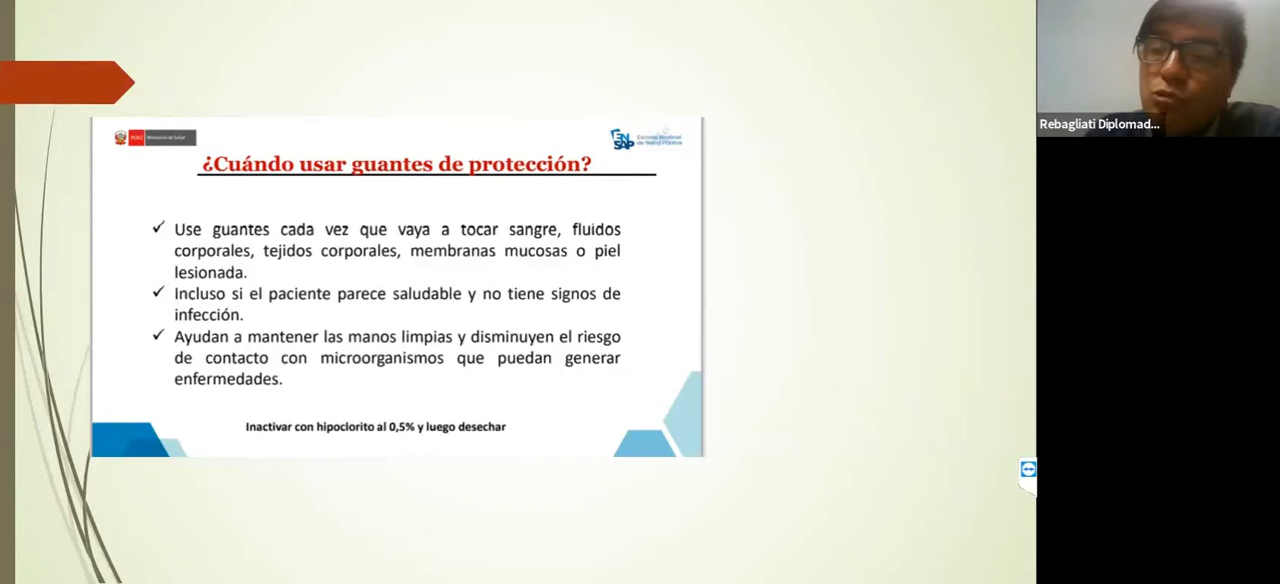 PERÚ
Ministerio de Salud
EN
SAP
Escuela Nacional
de Salud Pública
¿Cuándo usar guantes de protección?
Use guantes cada vez que vaya a tocar sangre, fluidos
corporales, tejidos corporales, membranas mucosas o piel
lesionada.
Incluso si el paciente parece saludable y no tiene signos de
infección.
Ayudan a mantener las manos limpias y disminuyen el riesgo
de contacto con microorganismos que puedan generar
enfermedades.
Inactivar con hipoclorito al 0,5% y luego desechar
Rebagliati Diplomad...